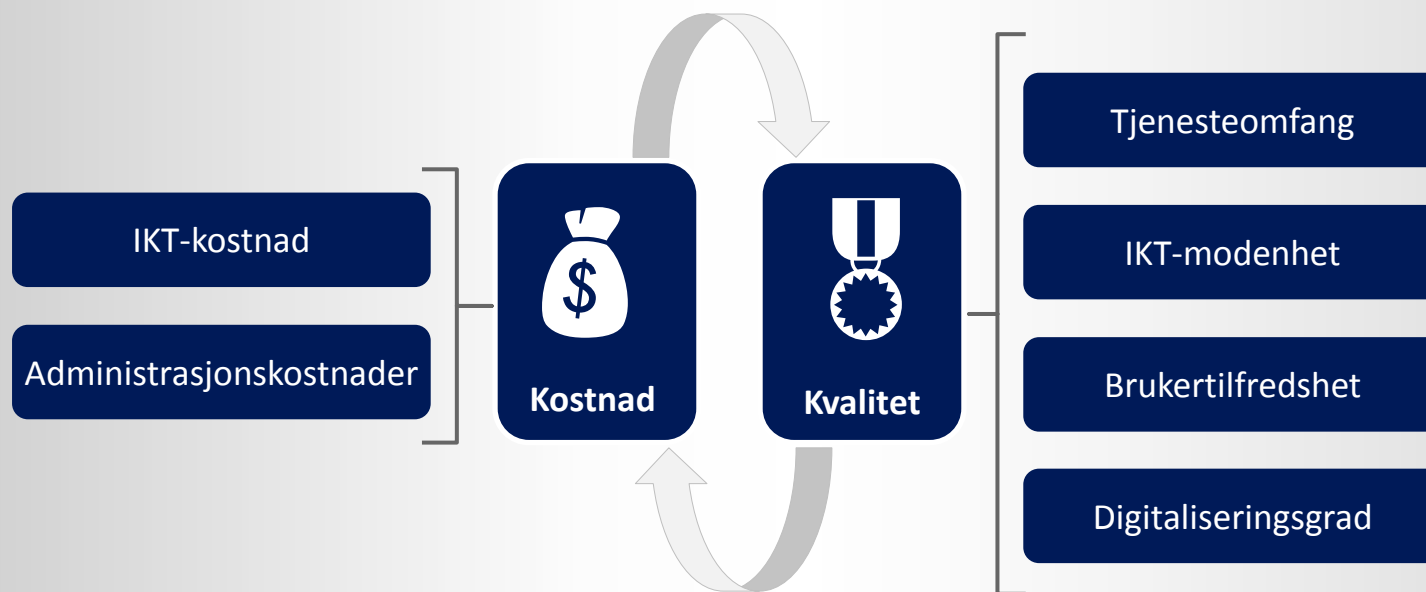 IKT-kostnad
Administrasjonskostnader
$
Kostnad
Kvalitet
Tjenesteomfang
IKT-modenhet
Brukertilfredshet
Digitaliseringsgrad